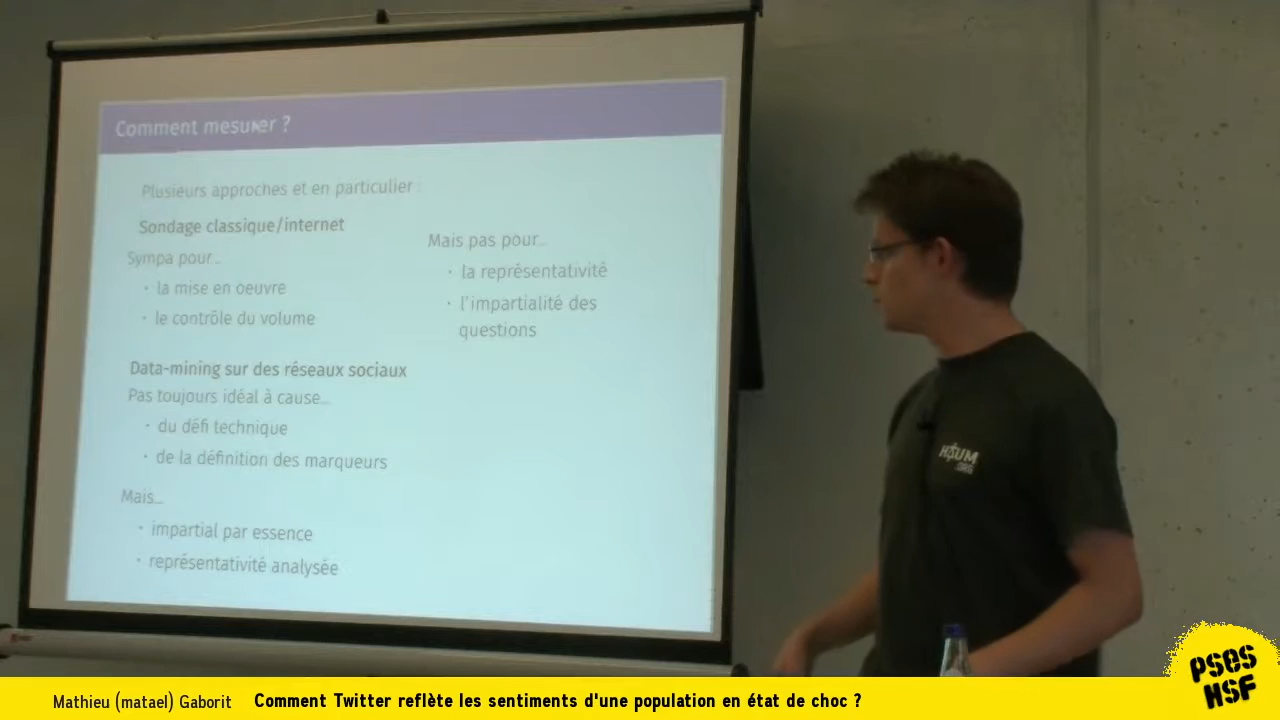 Comment mesurer ?
Plusieurs approches et en particulier :
Sondage classique/internet
Sympa pour...
· la mise en oeuvre
· le contrôle du volume
Mais pas pour...
· la représentativité
· l'impartialité des
questions
Data-mining sur des réseaux sociaux
Pas toujours idéal à cause...
· du défi technique
· de la définition des marqueurs
Mais...
· impartial par essence
· représentativité analysée
HAUM
.ORG
Mathieu (matael) Gaborit Comment Twitter reflète les sentiments d'une population en état de choc ?
PSES
HSF